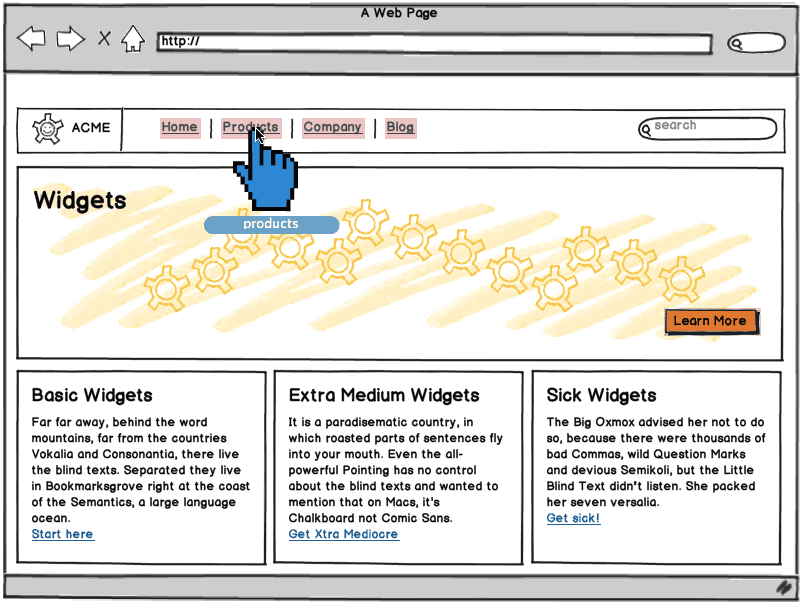 A Web Page
http://
ACME
Home | Products | Company | Blog
search
Widgets
products
Learn More
Basic Widgets
Far far away, behind the word
mountains, far from the countries
Vokalia and Consonantia, there live
the blind texts. Separated they live
in Bookmarksgrove right at the coast
of the Semantics, a large language
ocean.
Start here
Extra Medium Widgets
It is a paradisematic country, in
which roasted parts of sentences fly
into your mouth. Even the all-
powerful Pointing has no control
about the blind texts and wanted to
mention that on Macs, it's
Chalkboard not Comic Sans.
Get Xtra Mediocre
Sick Widgets
The Big Oxmox advised her not to do
so, because there were thousands of
bad Commas, wild Question Marks
and devious Semikoli, but the Little
Blind Text didn't listen. She packed
her seven versalia.
Get sick!